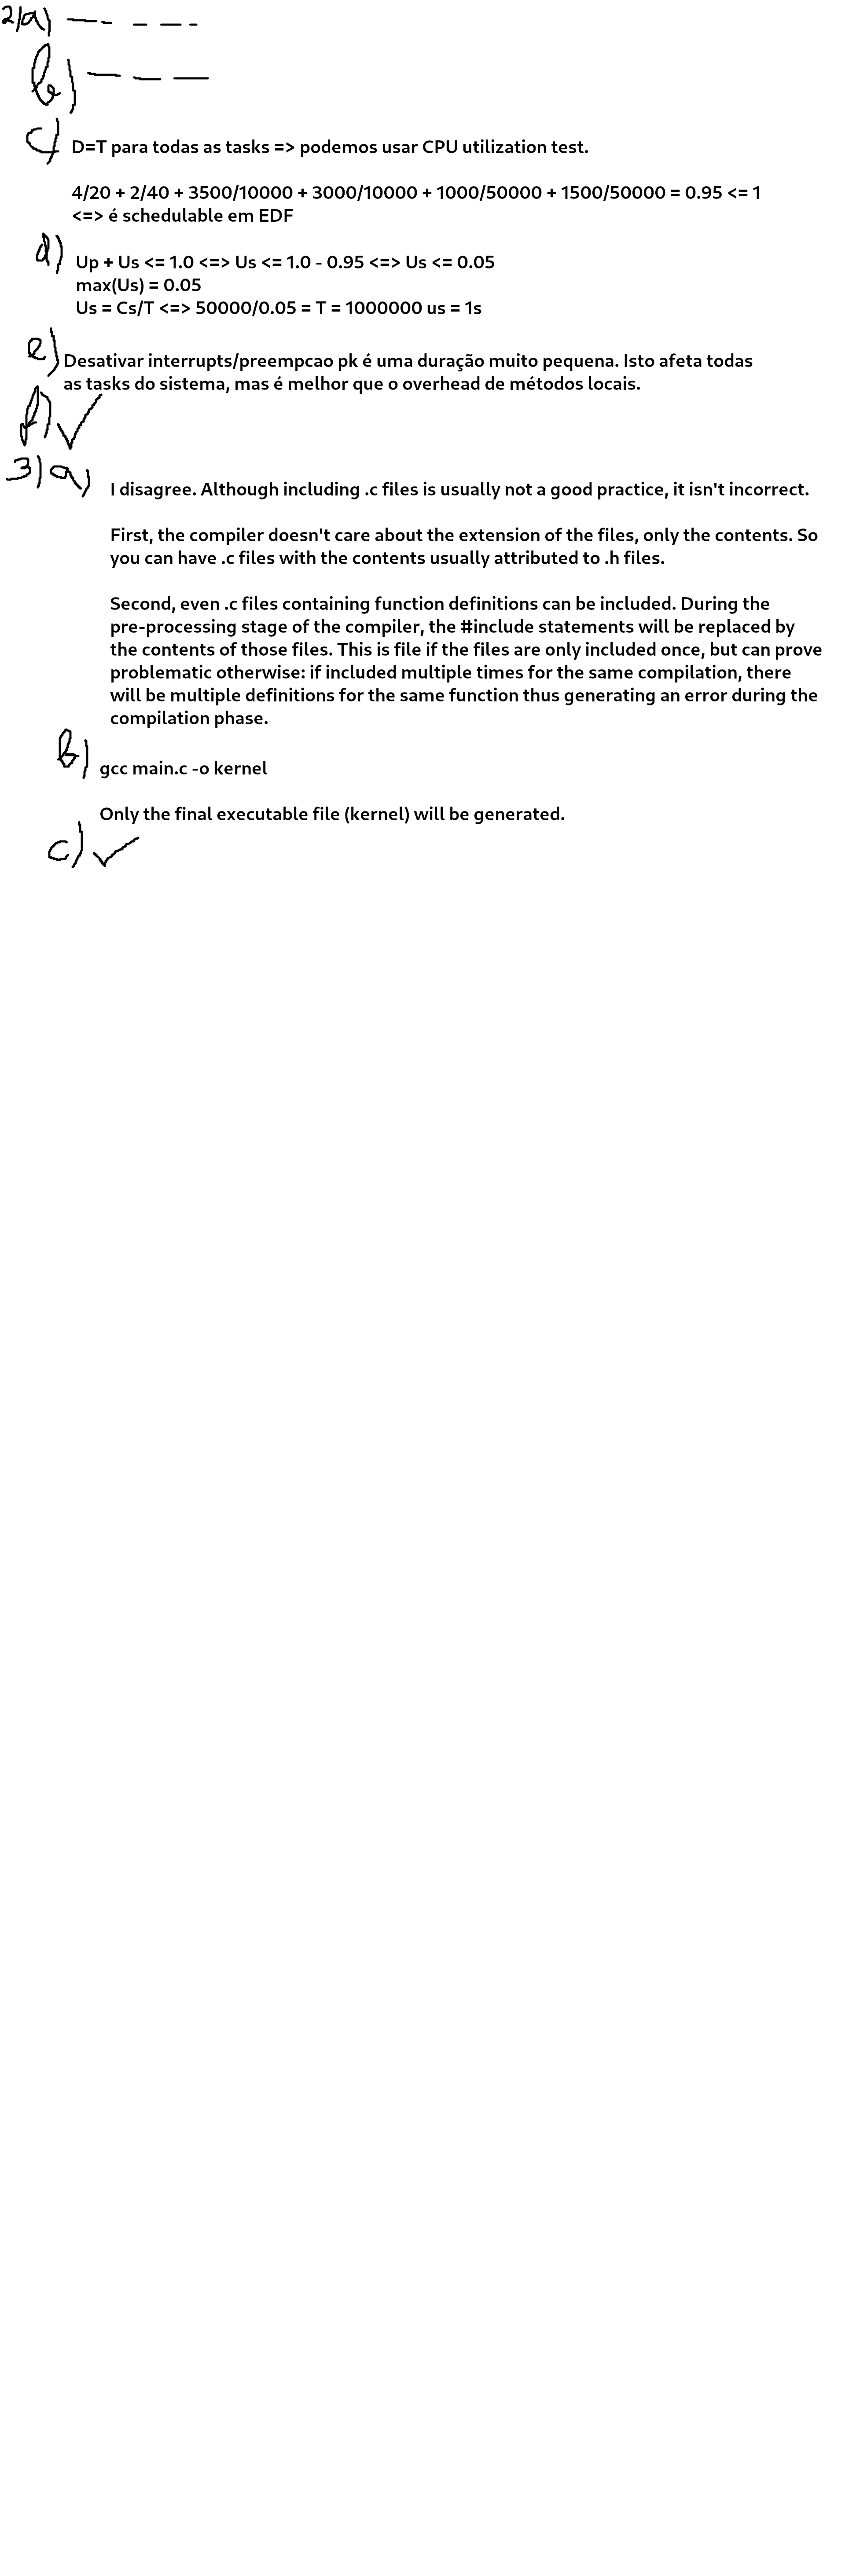 2)a) —- - — — -
b) — — —
c) D=T para todas as tasks => podemos usar CPU utilization test.
4/20 + 2/40 + 3500/10000 + 3000/10000 + 1000/50000 + 1500/50000 = 0.95 <= 1
<=> é schedulable em EDF
d) Up + Us <= 1.0 <=> Us <= 1.0 - 0.95 <=> Us <= 0.05
max(Us) = 0.05
Us = Cs/T <=> 50000/0.05 = T = 1000000 us = 1s
e) Desativar interrupts/preempcao pk é uma duração muito pequena. Isto afeta todas
as tasks do sistema, mas é melhor que o overhead de métodos locais.
f) ✓
3)a) I disagree. Although including .c files is usually not a good practice, it isn't incorrect.
First, the compiler doesn't care about the extension of the files, only the contents. So
you can have .c files with the contents usually attributed to .h files.
Second, even .c files containing function definitions can be included. During the
pre-processing stage of the compiler, the #include statements will be replaced by
the contents of those files. This is file if the files are only included once, but can prove
problematic otherwise: if included multiple times for the same compilation, there
will be multiple definitions for the same function thus generating an error during the
compilation phase.
b) gcc main.c -o kernel
Only the final executable file (kernel) will be generated.
c) ✓